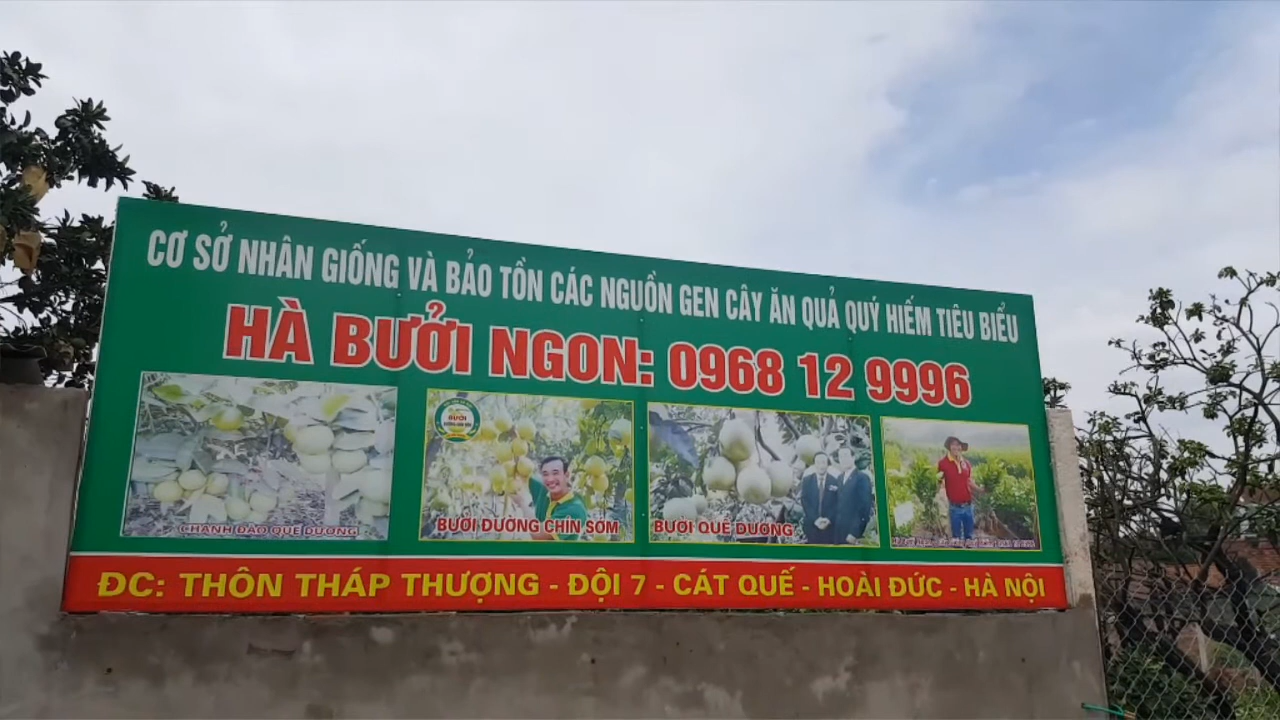 CƠ SỞ NHÂN GIỐNG VÀ BẢO TỒN CÁC NGUỒN GEN CÂY ĂN QUẢ QUÝ HIẾM TIÊU BIỂU
HÀ BƯỞI NGON: 0968 12 9996
BƯỞI
CHANH ĐÀO QUẾ DƯƠNG
BƯỞI ĐƯỜNG CHÍN SỚM
BƯỞI QUẾ DƯƠNG
ĐC: THÔN THÁP THƯỢNG - ĐỘI 7 - CÁT QUẾ - HOÀI ĐỨC - HÀ NỘI